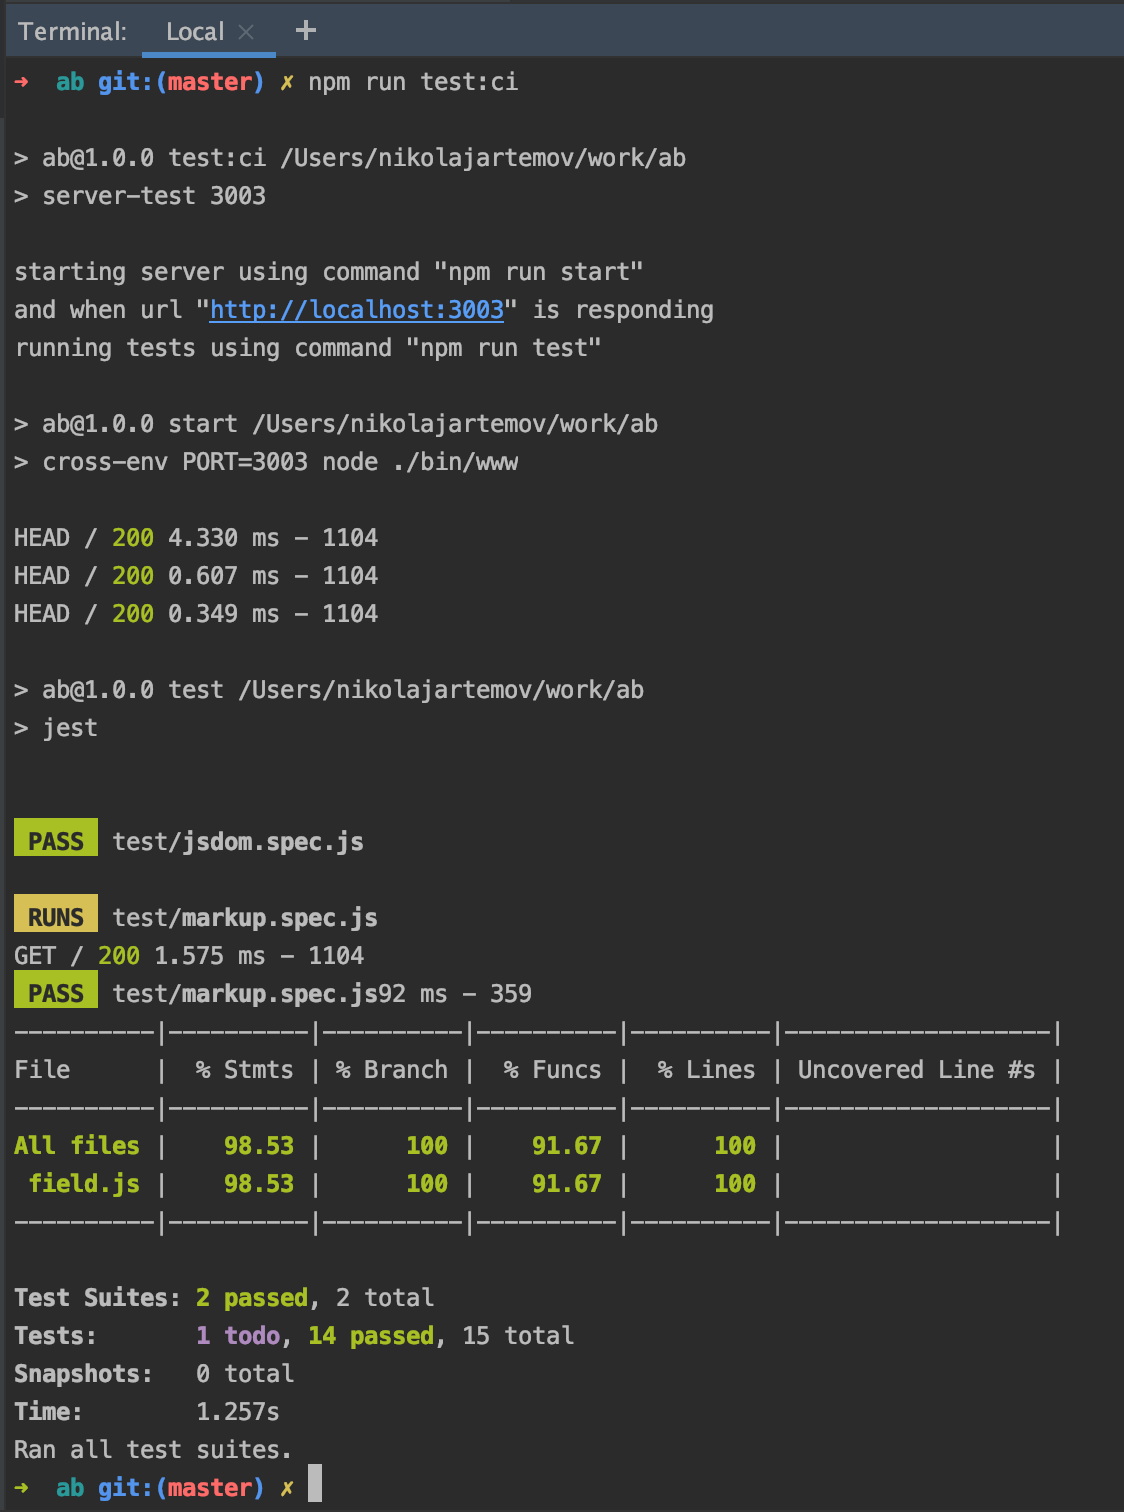 Terminal: Local × +
➜ ab git:(master) ✗ npm run test:ci
> ab@1.0.0 test:ci /Users/nikolajartemov/work/ab
> server-test 3003
starting server using command "npm run start"
and when url "http://localhost:3003" is responding
running tests using command "npm run test"
> ab@1.0.0 start /Users/nikolajartemov/work/ab
> cross-env PORT=3003 node ./bin/www
HEAD / 200 4.330 ms - 1104
HEAD / 200 0.607 ms - 1104
HEAD / 200 0.349 ms - 1104
> ab@1.0.0 test /Users/nikolajartemov/work/ab
> jest
PASS test/jsdom.spec.js
RUNS test/markup.spec.js
GET / 200 1.575 ms - 1104
PASS test/markup.spec.js92 ms - 359
----------|----------|----------|----------|----------|-------------------|
File      |  % Stmts | % Branch |  % Funcs |  % Lines | Uncovered Line #s |
----------|----------|----------|----------|----------|-------------------|
All files |    98.53 |      100 |    91.67 |      100 |                   |
 field.js |    98.53 |      100 |    91.67 |      100 |                   |
----------|----------|----------|----------|----------|-------------------|
Test Suites: 2 passed, 2 total
Tests:       1 todo, 14 passed, 15 total
Snapshots:   0 total
Time:        1.257s
Ran all test suites.
➜ ab git:(master) ✗